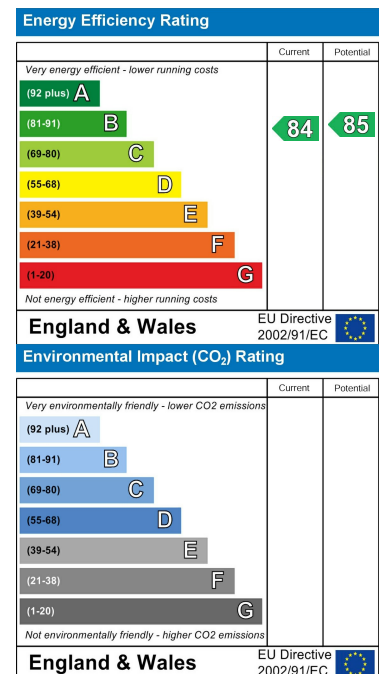 Energy Efficiency Rating
Current Potential
Very energy efficient - lower running costs
(92 plus) A
(81-91) B
84 85
(69-80) C
(55-68) D
(39-54) E
(21-38) F
(1-20) G
Not energy efficient - higher running costs
England & Wales
EU Directive
2002/91/EC
Environmental Impact (CO₂) Rating
Current Potential
Very environmentally friendly - lower CO2 emissions
(92 plus) A
(81-91) B
(69-80) C
(55-68) D
(39-54) E
(21-38) F
(1-20) G
Not environmentally friendly - higher CO2 emissions
England & Wales
EU Directive
2002/91/EC